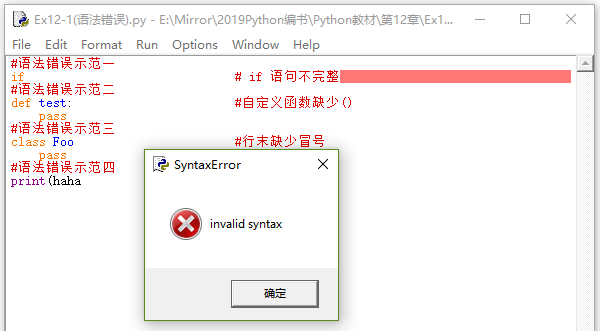 Ex12-1(语法错误).py - E:\Mirror\2019Python编书\Python教材\第12章\Ex1...
File Edit Format Run Options Window Help
#语法错误示范一
if # if 语句不完整
#语法错误示范二
def test: #自定义函数缺少()
pass
#语法错误示范三
class Foo #行末缺少冒号
pass
#语法错误示范四
print(haha
SyntaxError
invalid syntax
确定